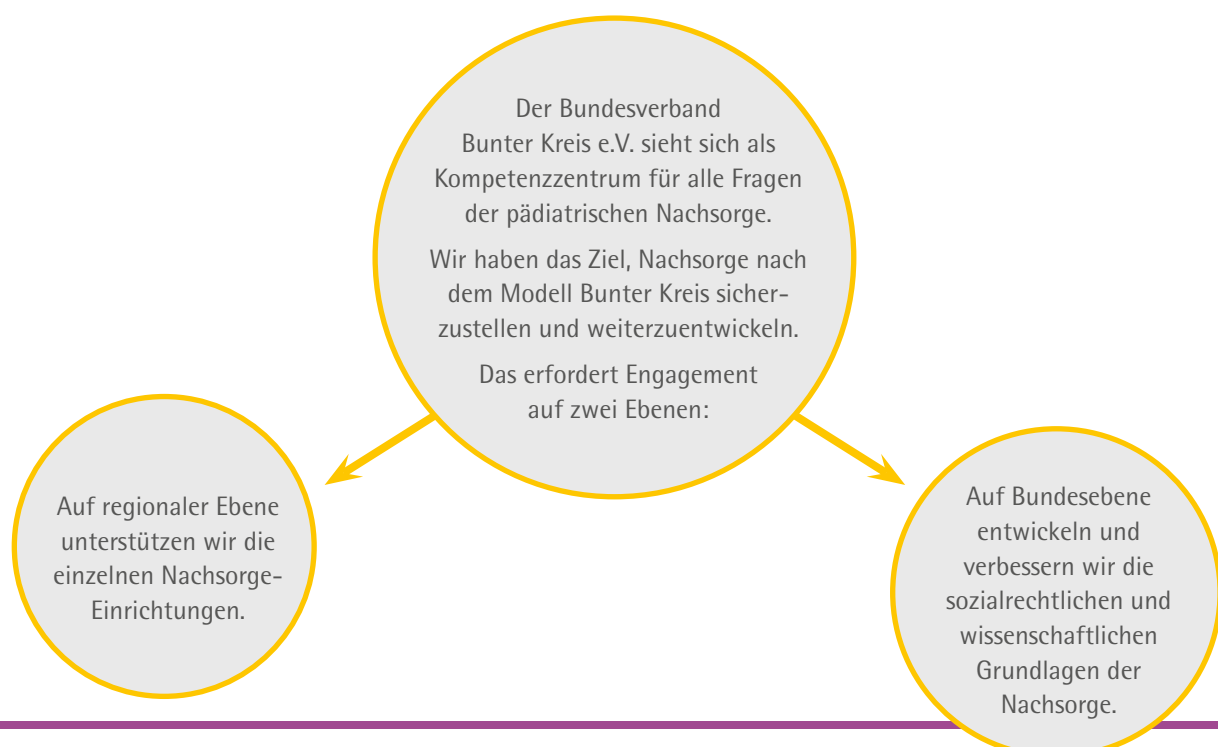 Der Bundesverband
Bunter Kreis e.V. sieht sich als
Kompetenzzentrum für alle Fragen
der pädiatrischen Nachsorge.
Wir haben das Ziel, Nachsorge nach
dem Modell Bunter Kreis sicher-
zustellen und weiterzuentwickeln.
Das erfordert Engagement
auf zwei Ebenen:
Auf regionaler Ebene
unterstützen wir die
einzelnen Nachsorge-
Einrichtungen.
Auf Bundesebene
entwickeln und
verbessern wir die
sozialrechtlichen und
wissenschaftlichen
Grundlagen der
Nachsorge.